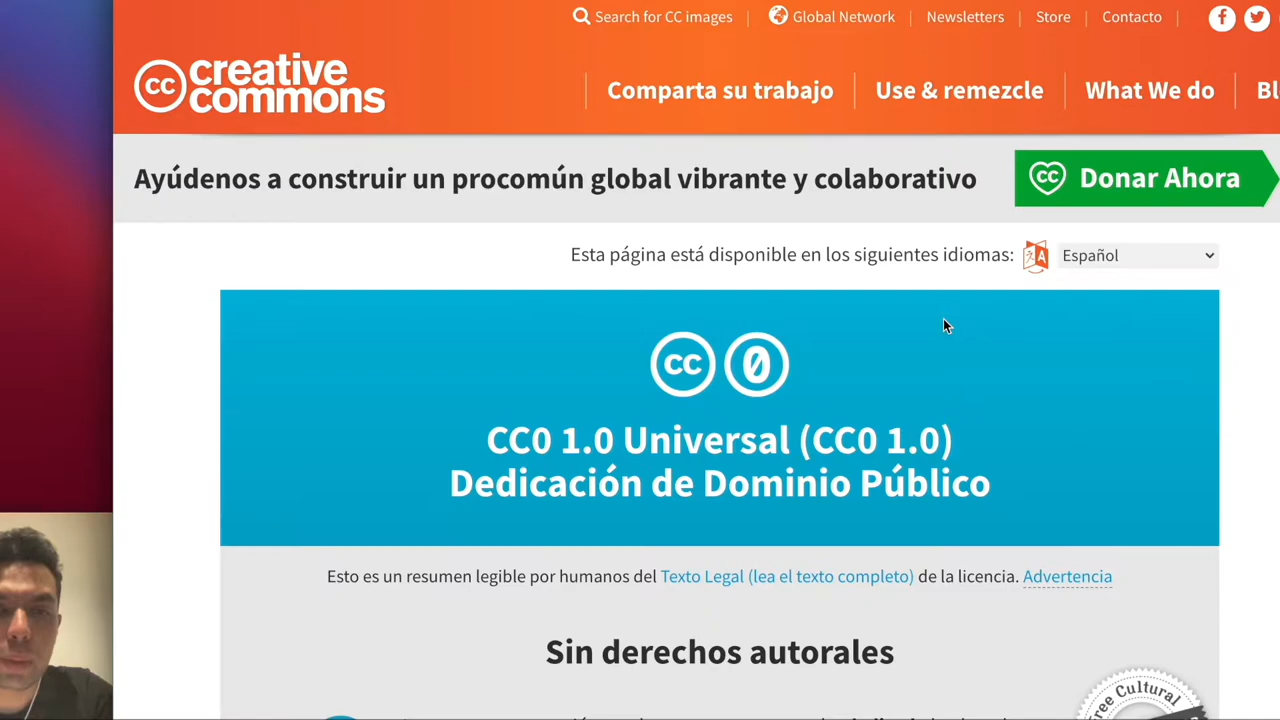 Search for CC images
Global Network
Newsletters
Store
Contacto
creative
commons
Comparta su trabajo
Use & remezcle
What We do
Bl
Ayúdenos a construir un procomún global vibrante y colaborativo
Donar Ahora
Esta página está disponible en los siguientes idiomas:
Español
CC0 1.0 Universal (CC0 1.0)
Dedicación de Dominio Público
Esto es un resumen legible por humanos del Texto Legal (lea el texto completo) de la licencia. Advertencia
Sin derechos autorales
Free Cultural